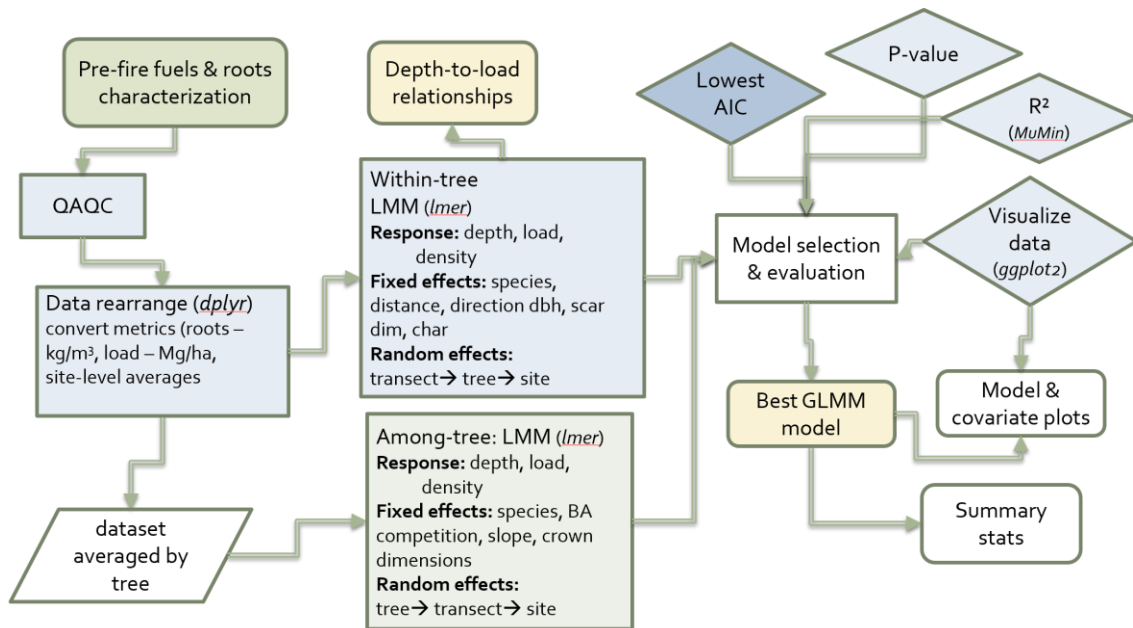 Pre-fire fuels & roots
characterization
QAQC
Data rearrange (dplyr)
convert metrics (roots –
kg/m³, load – Mg/ha,
site-level averages
dataset
averaged by
tree
Depth-to-load
relationships
Within-tree
LMM (lmer)
Response: depth, load,
density
Fixed effects: species,
distance, direction dbh, scar
dim, char
Random effects:
transect→ tree→ site
Among-tree: LMM (lmer)
Response: depth, load,
density
Fixed effects: species, BA
competition, slope, crown
dimensions
Random effects:
tree→ transect→ site
Lowest
AIC
P-value
R²
(MuMin)
Visualize
data
(ggplot2)
Model selection
& evaluation
Best GLMM
model
Model &
covariate plots
Summary
stats